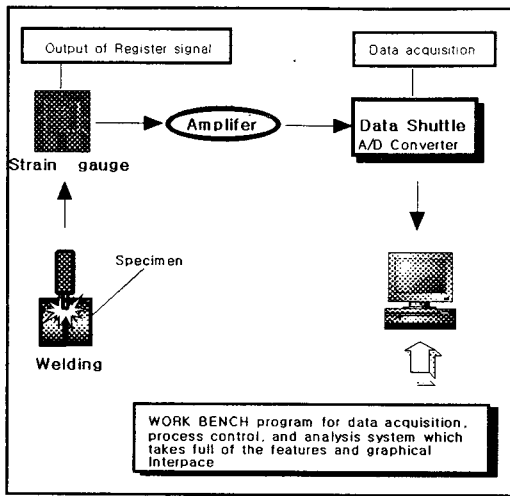 Output of Register signal
Data acquisition
Amplifer
Data Shuttle
A/D Converter
Strain gauge
Specimen
Welding
WORK BENCH program for data acquisition,
process control, and analysis system which
takes full of the features and graphical
Interpace